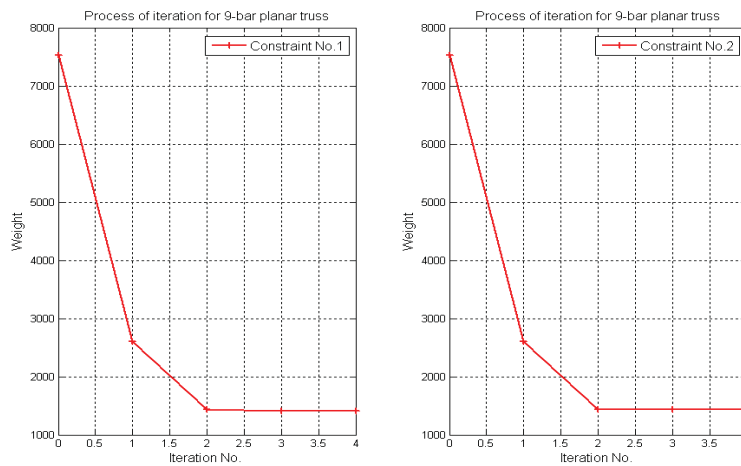 Process of iteration for 9-bar planar truss
Constraint No.1
8000
7000
6000
5000
4000
3000
2000
1000
Weight
0 0.5 1 1.5 2 2.5 3 3.5 4
Iteration No.
Process of iteration for 9-bar planar truss
Constraint No.2
8000
7000
6000
5000
4000
3000
2000
1000
Weight
0 0.5 1 1.5 2 2.5 3 3.5
Iteration No.